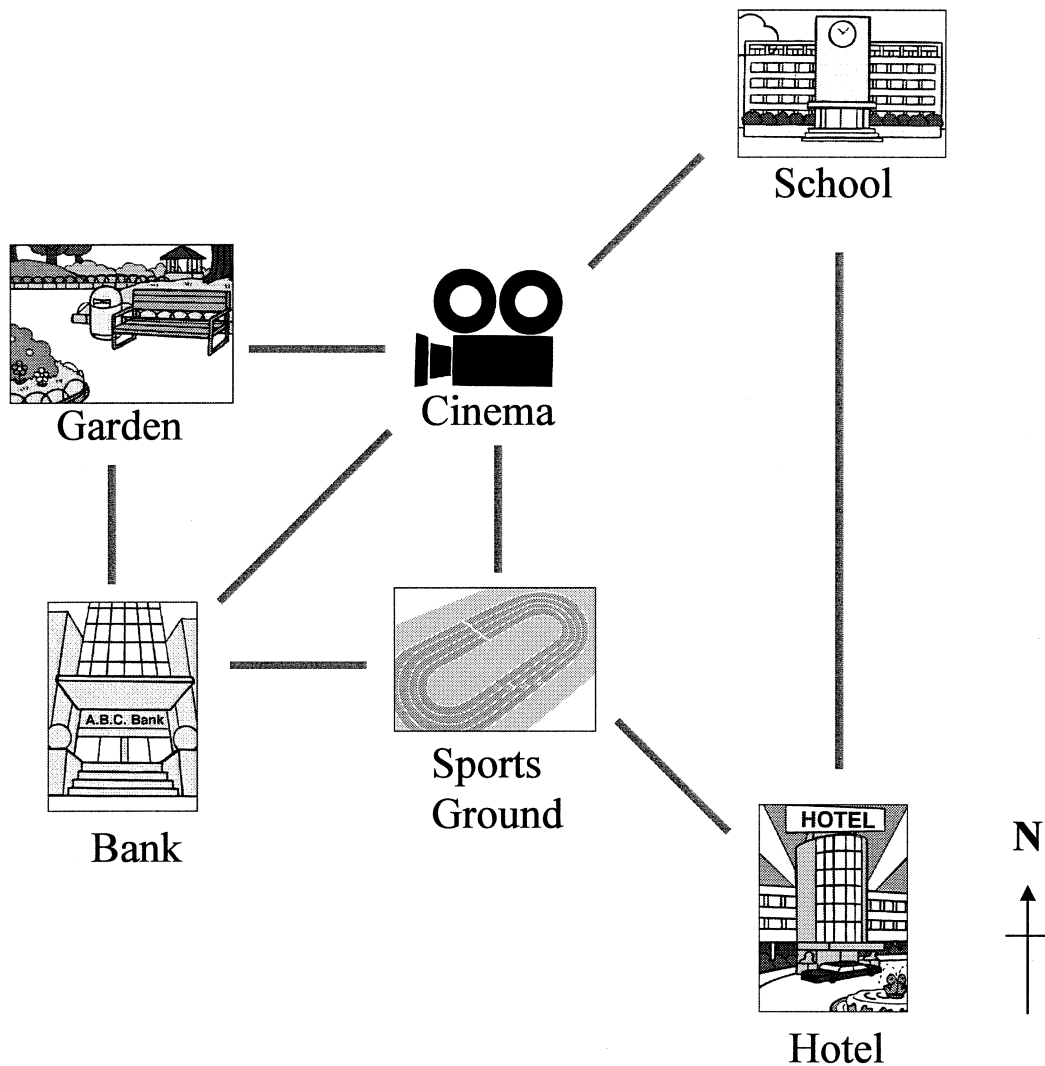 School
Garden
Cinema
A.B.C. Bank
Bank
Sports
Ground
HOTEL
Hotel
N